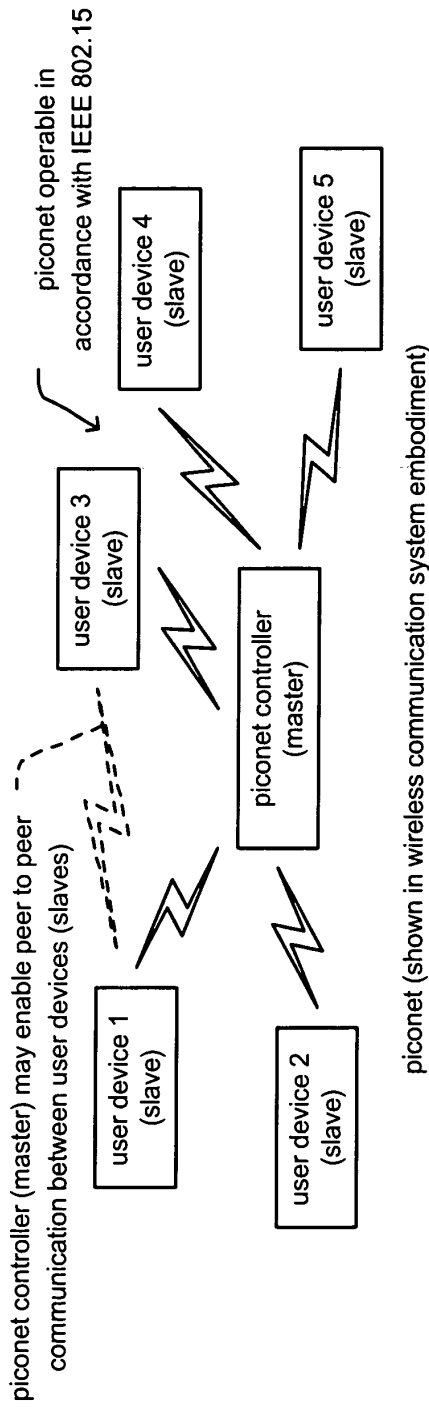 piconet controller (master) may enable peer to peer
communication between user devices (slaves)
piconet operable in
accordance with IEEE 802.15
user device 1
(slave)
user device 3
(slave)
user device 4
(slave)
user device 2
(slave)
piconet controller
(master)
user device 5
(slave)
piconet (shown in wireless communication system embodiment)